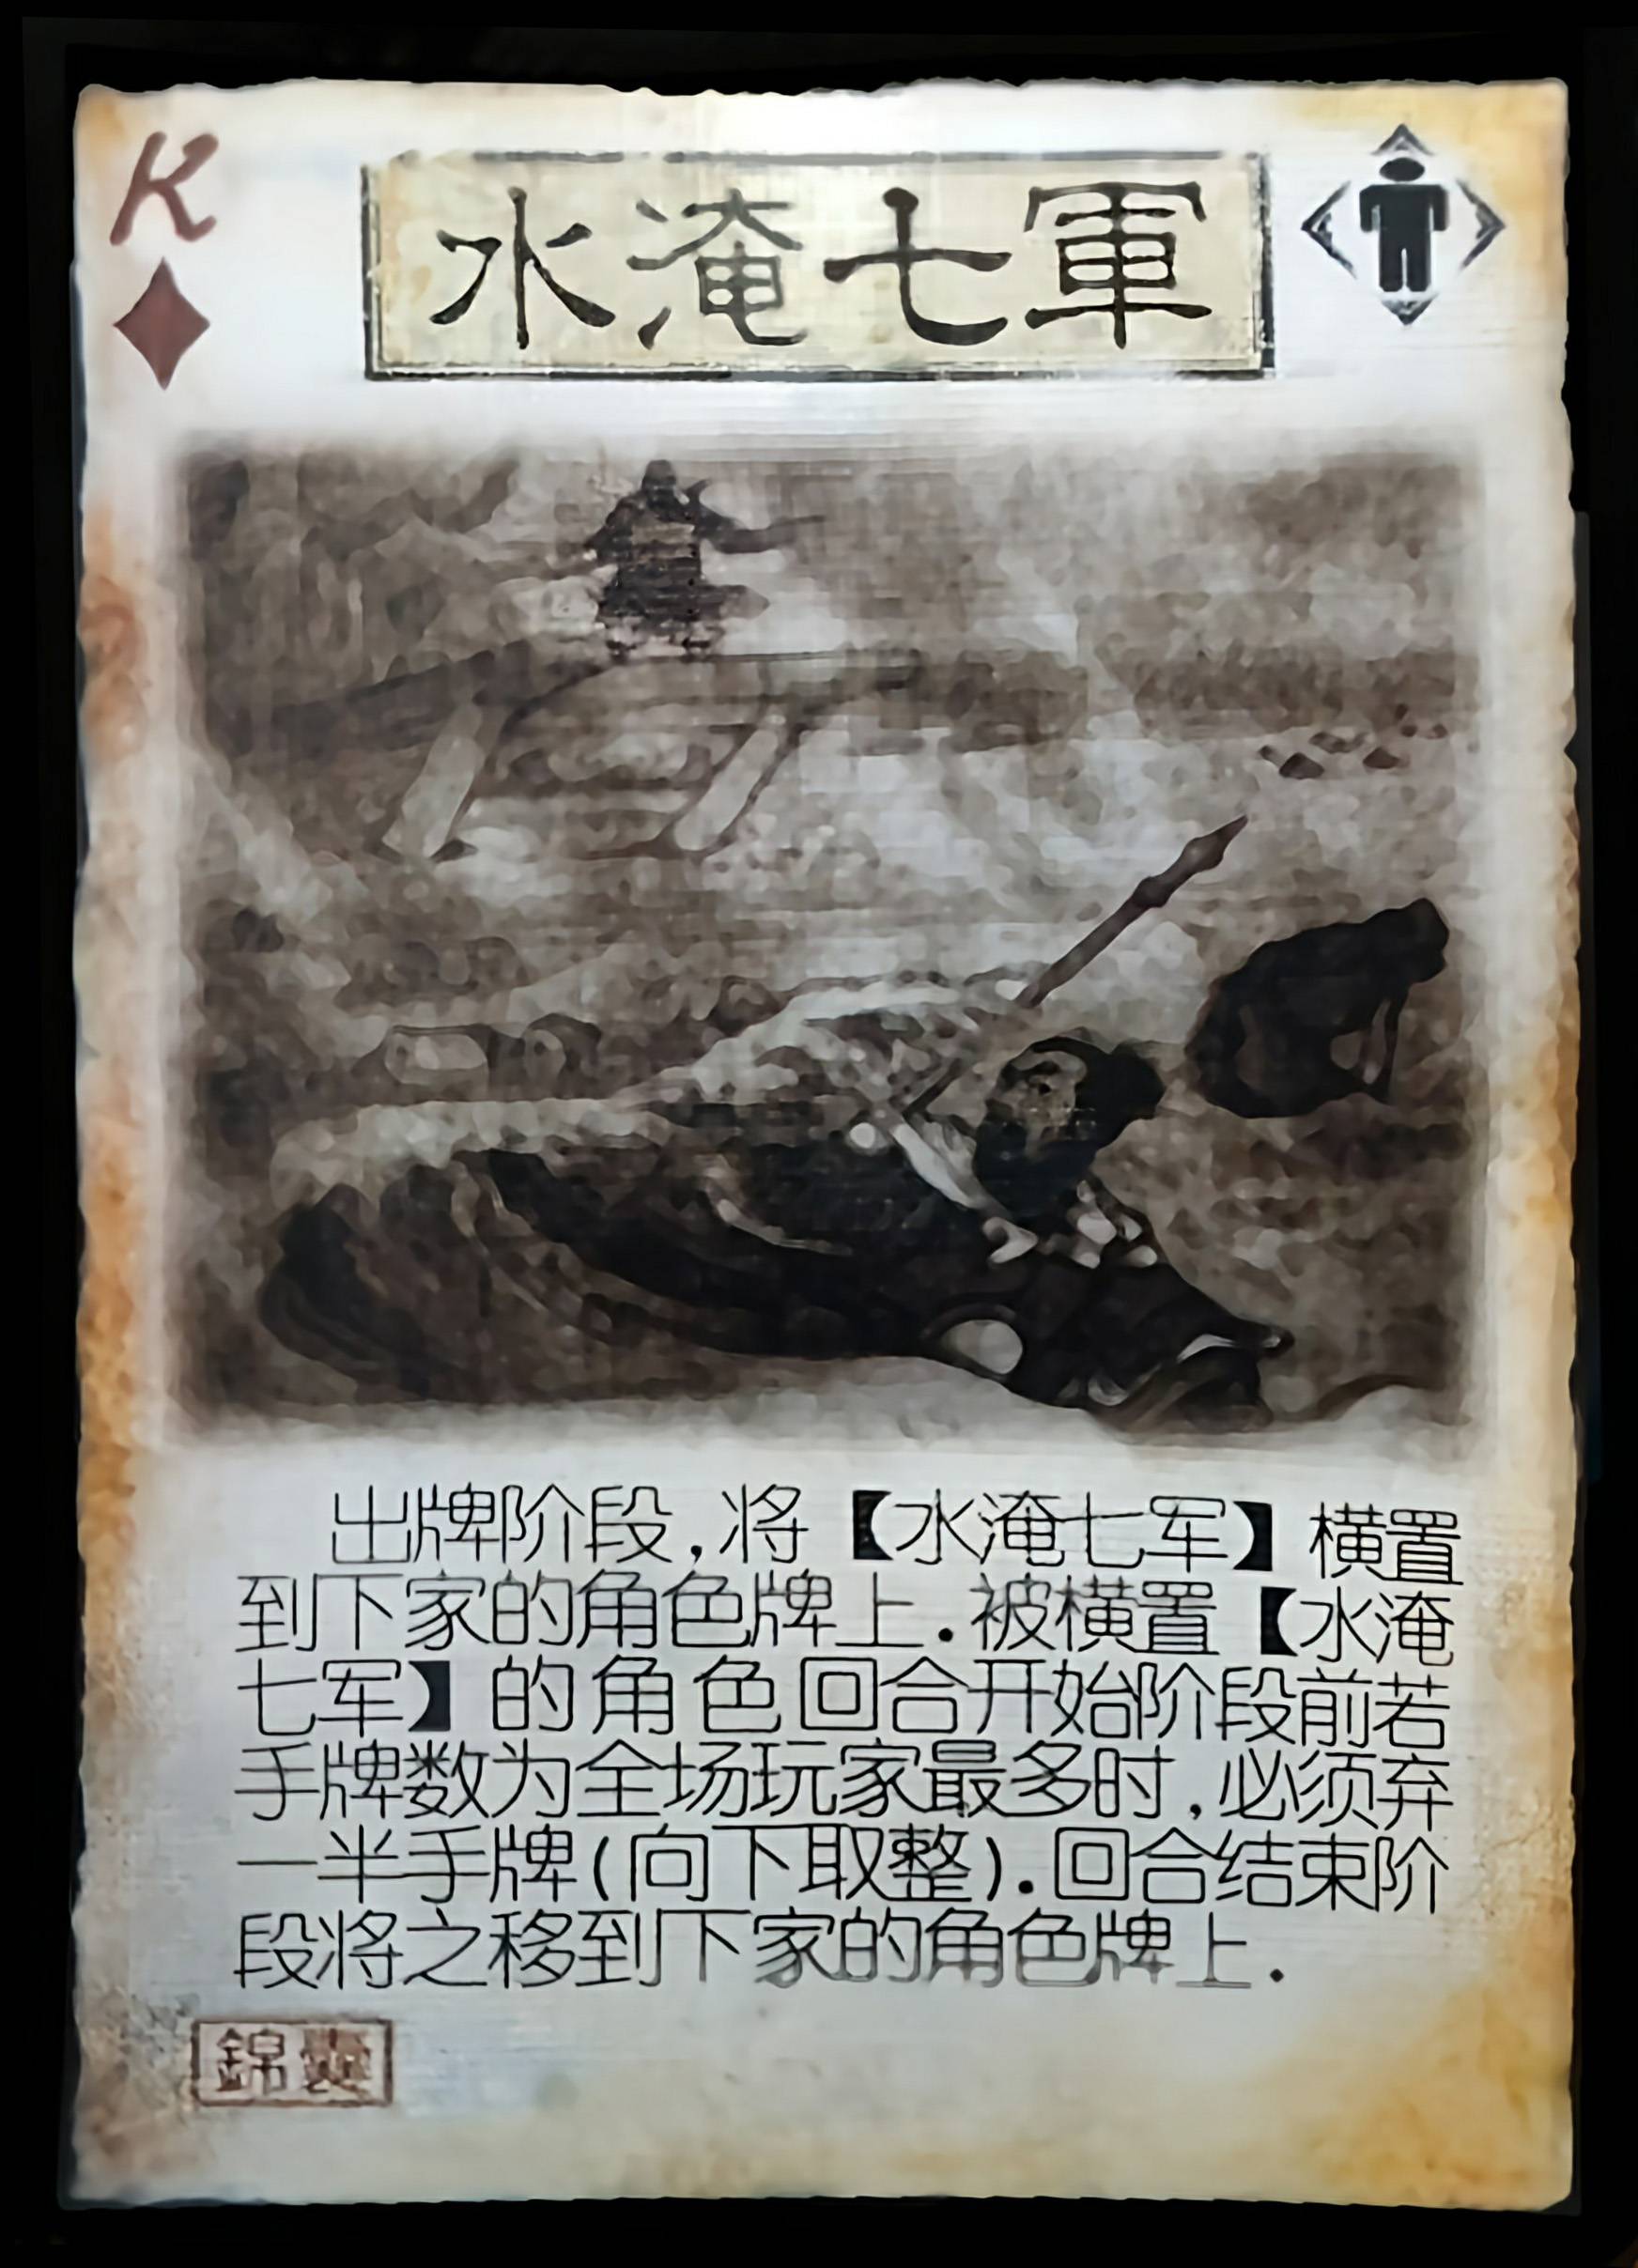 K
水淹七軍
出牌阶段,将【水淹七军】横置
到下家的角色牌上.被横置【水淹
七军】的角色回合开始阶段前若
手牌数为全场玩家最多时,必须弃
一半手牌(向下取整).回合结束阶
段将之移到下家的角色牌上.
錦囊